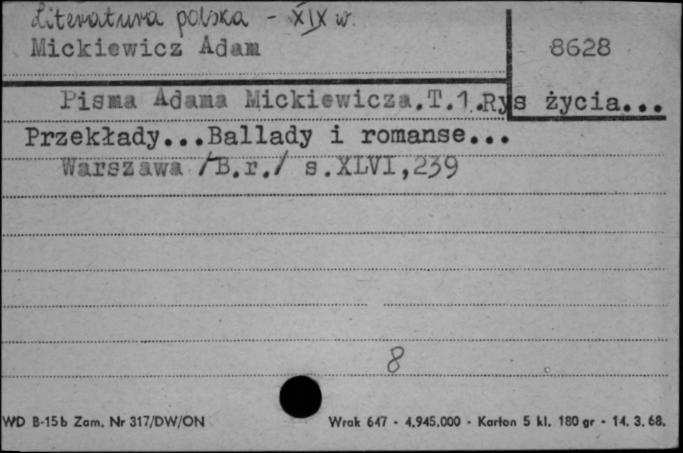 Literatura polska - XIX w.
Mickiewicz Adam
8628
Pisma Adama Mickiewicza.T.1.Rys życia...
Przekłady...Ballady i romanse...
Warszawa /B.r./ s.XLVI,239
8
WD B-15b Zam. Nr 317/DW/ON
Wrak 647 - 4.945.000 - Karton 5 kl. 180 gr - 14. 3. 68.